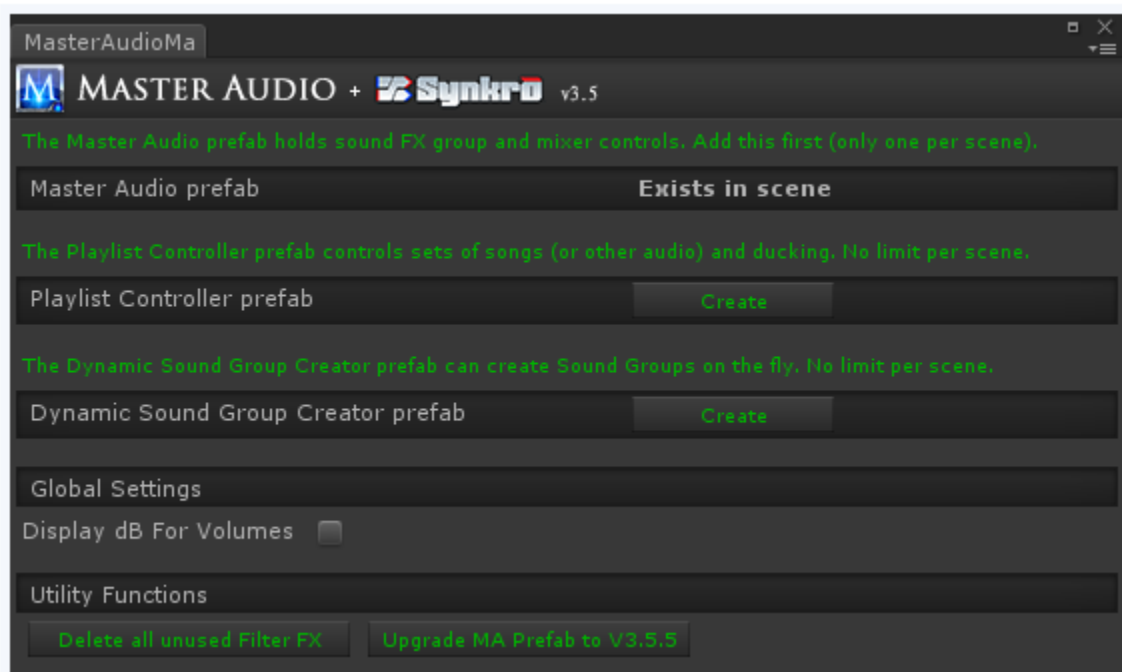 MasterAudioMa
M MASTER AUDIO + Synkro v3.5
The Master Audio prefab holds sound FX group and mixer controls. Add this first (only one per scene).
Master Audio prefab Exists in scene
The Playlist Controller prefab controls sets of songs (or other audio) and ducking. No limit per scene.
Playlist Controller prefab Create
The Dynamic Sound Group Creator prefab can create Sound Groups on the fly. No limit per scene.
Dynamic Sound Group Creator prefab Create
Global Settings
Display dB For Volumes
Utility Functions
Delete all unused Filter FX Upgrade MA Prefab to V3.5.5